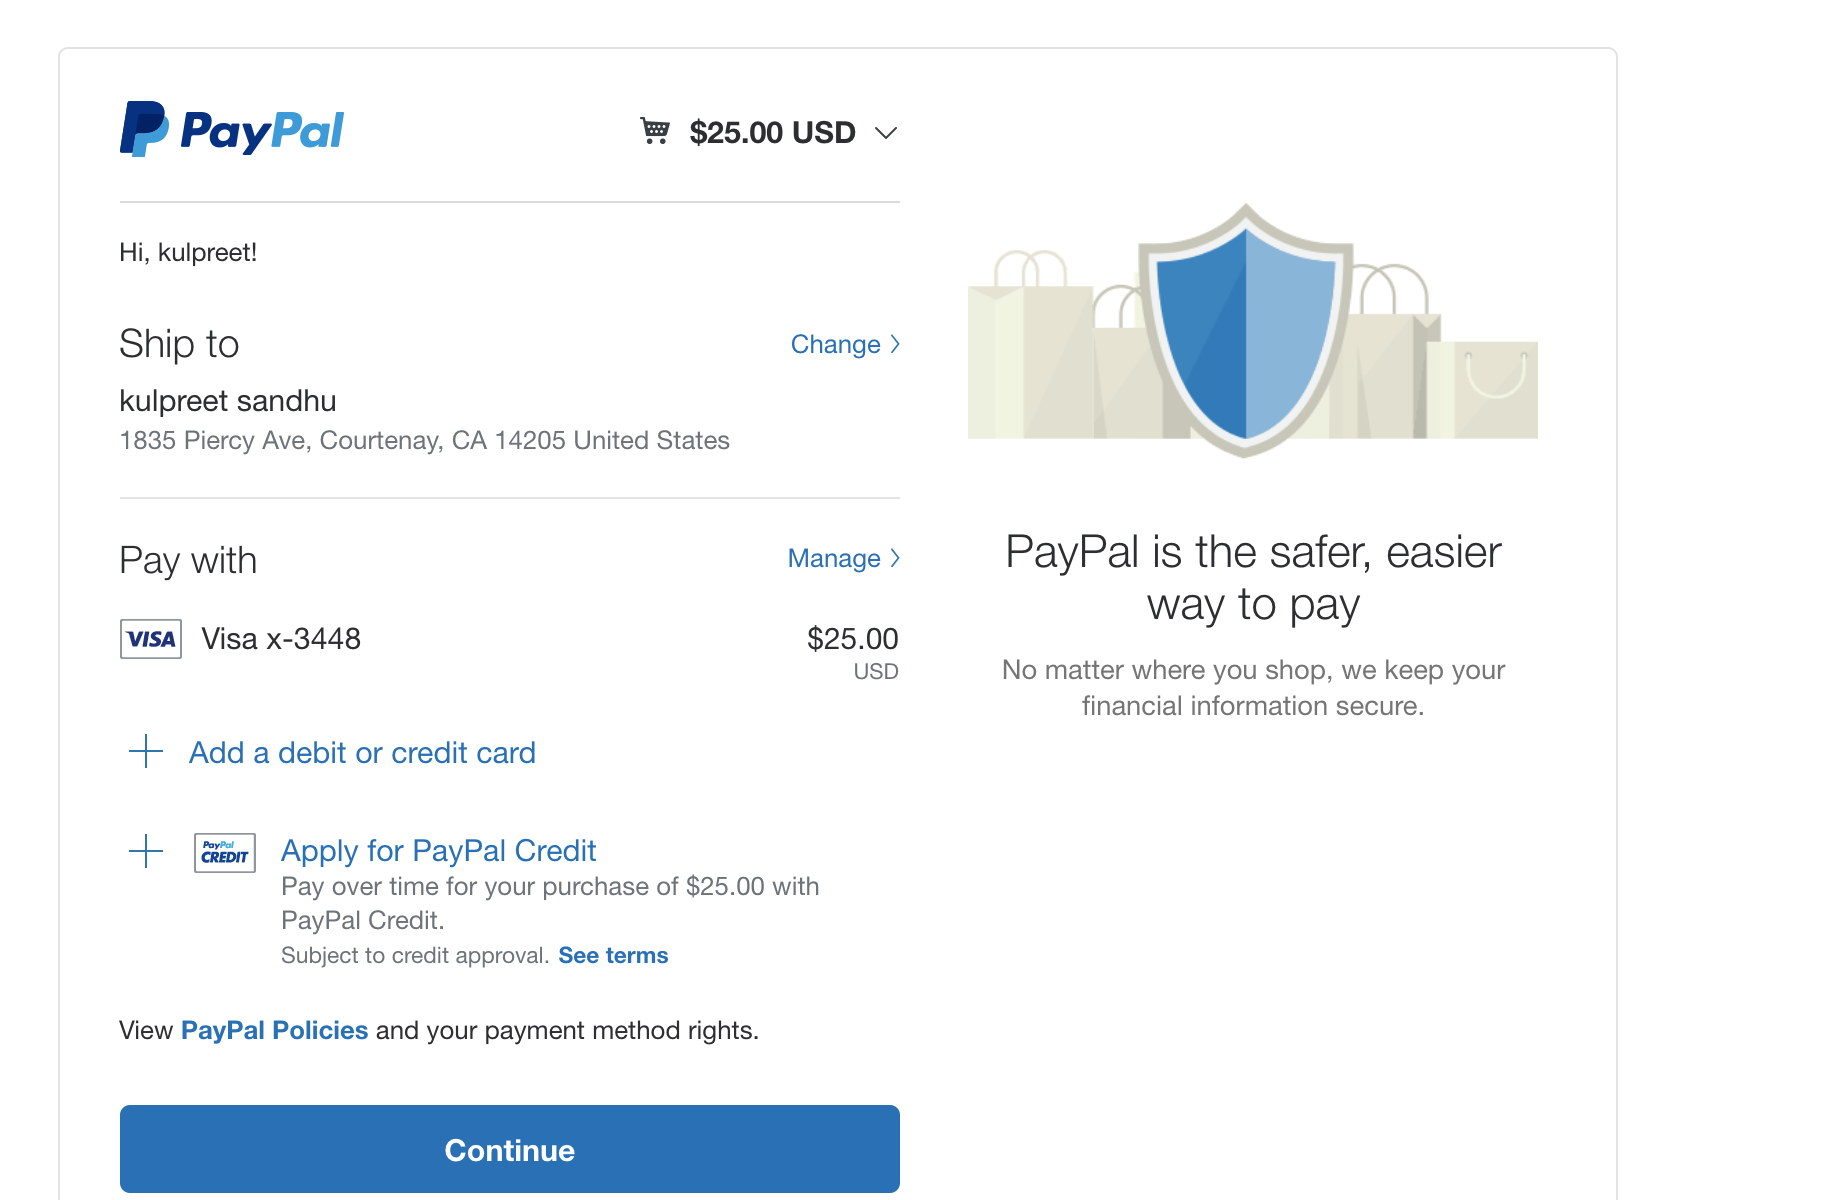 PayPal
$25.00 USD
Hi, kulpreet!
Ship to
Change
kulpreet sandhu
1835 Piercy Ave, Courtenay, CA 14205 United States
Pay with
Manage
VISA
Visa x-3448
$25.00
USD
Add a debit or credit card
PayPal
CREDIT
Apply for PayPal Credit
Pay over time for your purchase of $25.00 with
PayPal Credit.
Subject to credit approval. See terms
View PayPal Policies and your payment method rights.
Continue
PayPal is the safer, easier
way to pay
No matter where you shop, we keep your
financial information secure.